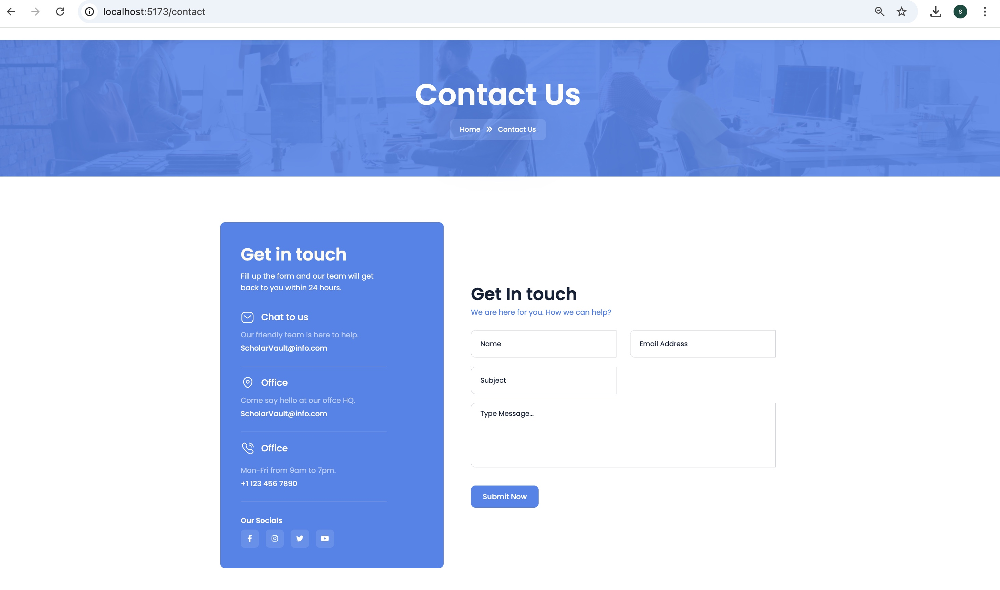 localhost:5173/contact
S
Contact Us
Home » Contact Us
Get in touch
Fill up the form and our team will get
back to you within 24 hours.
Chat to us
Our friendly team is here to help.
ScholarVault@info.com
Office
Come say hello at our offce HQ.
ScholarVault@info.com
Office
Mon-Fri from 9am to 7pm.
+1 123 456 7890
Our Socials
Get In touch
We are here for you. How we can help?
Name
Email Address
Subject
Type Message...
Submit Now